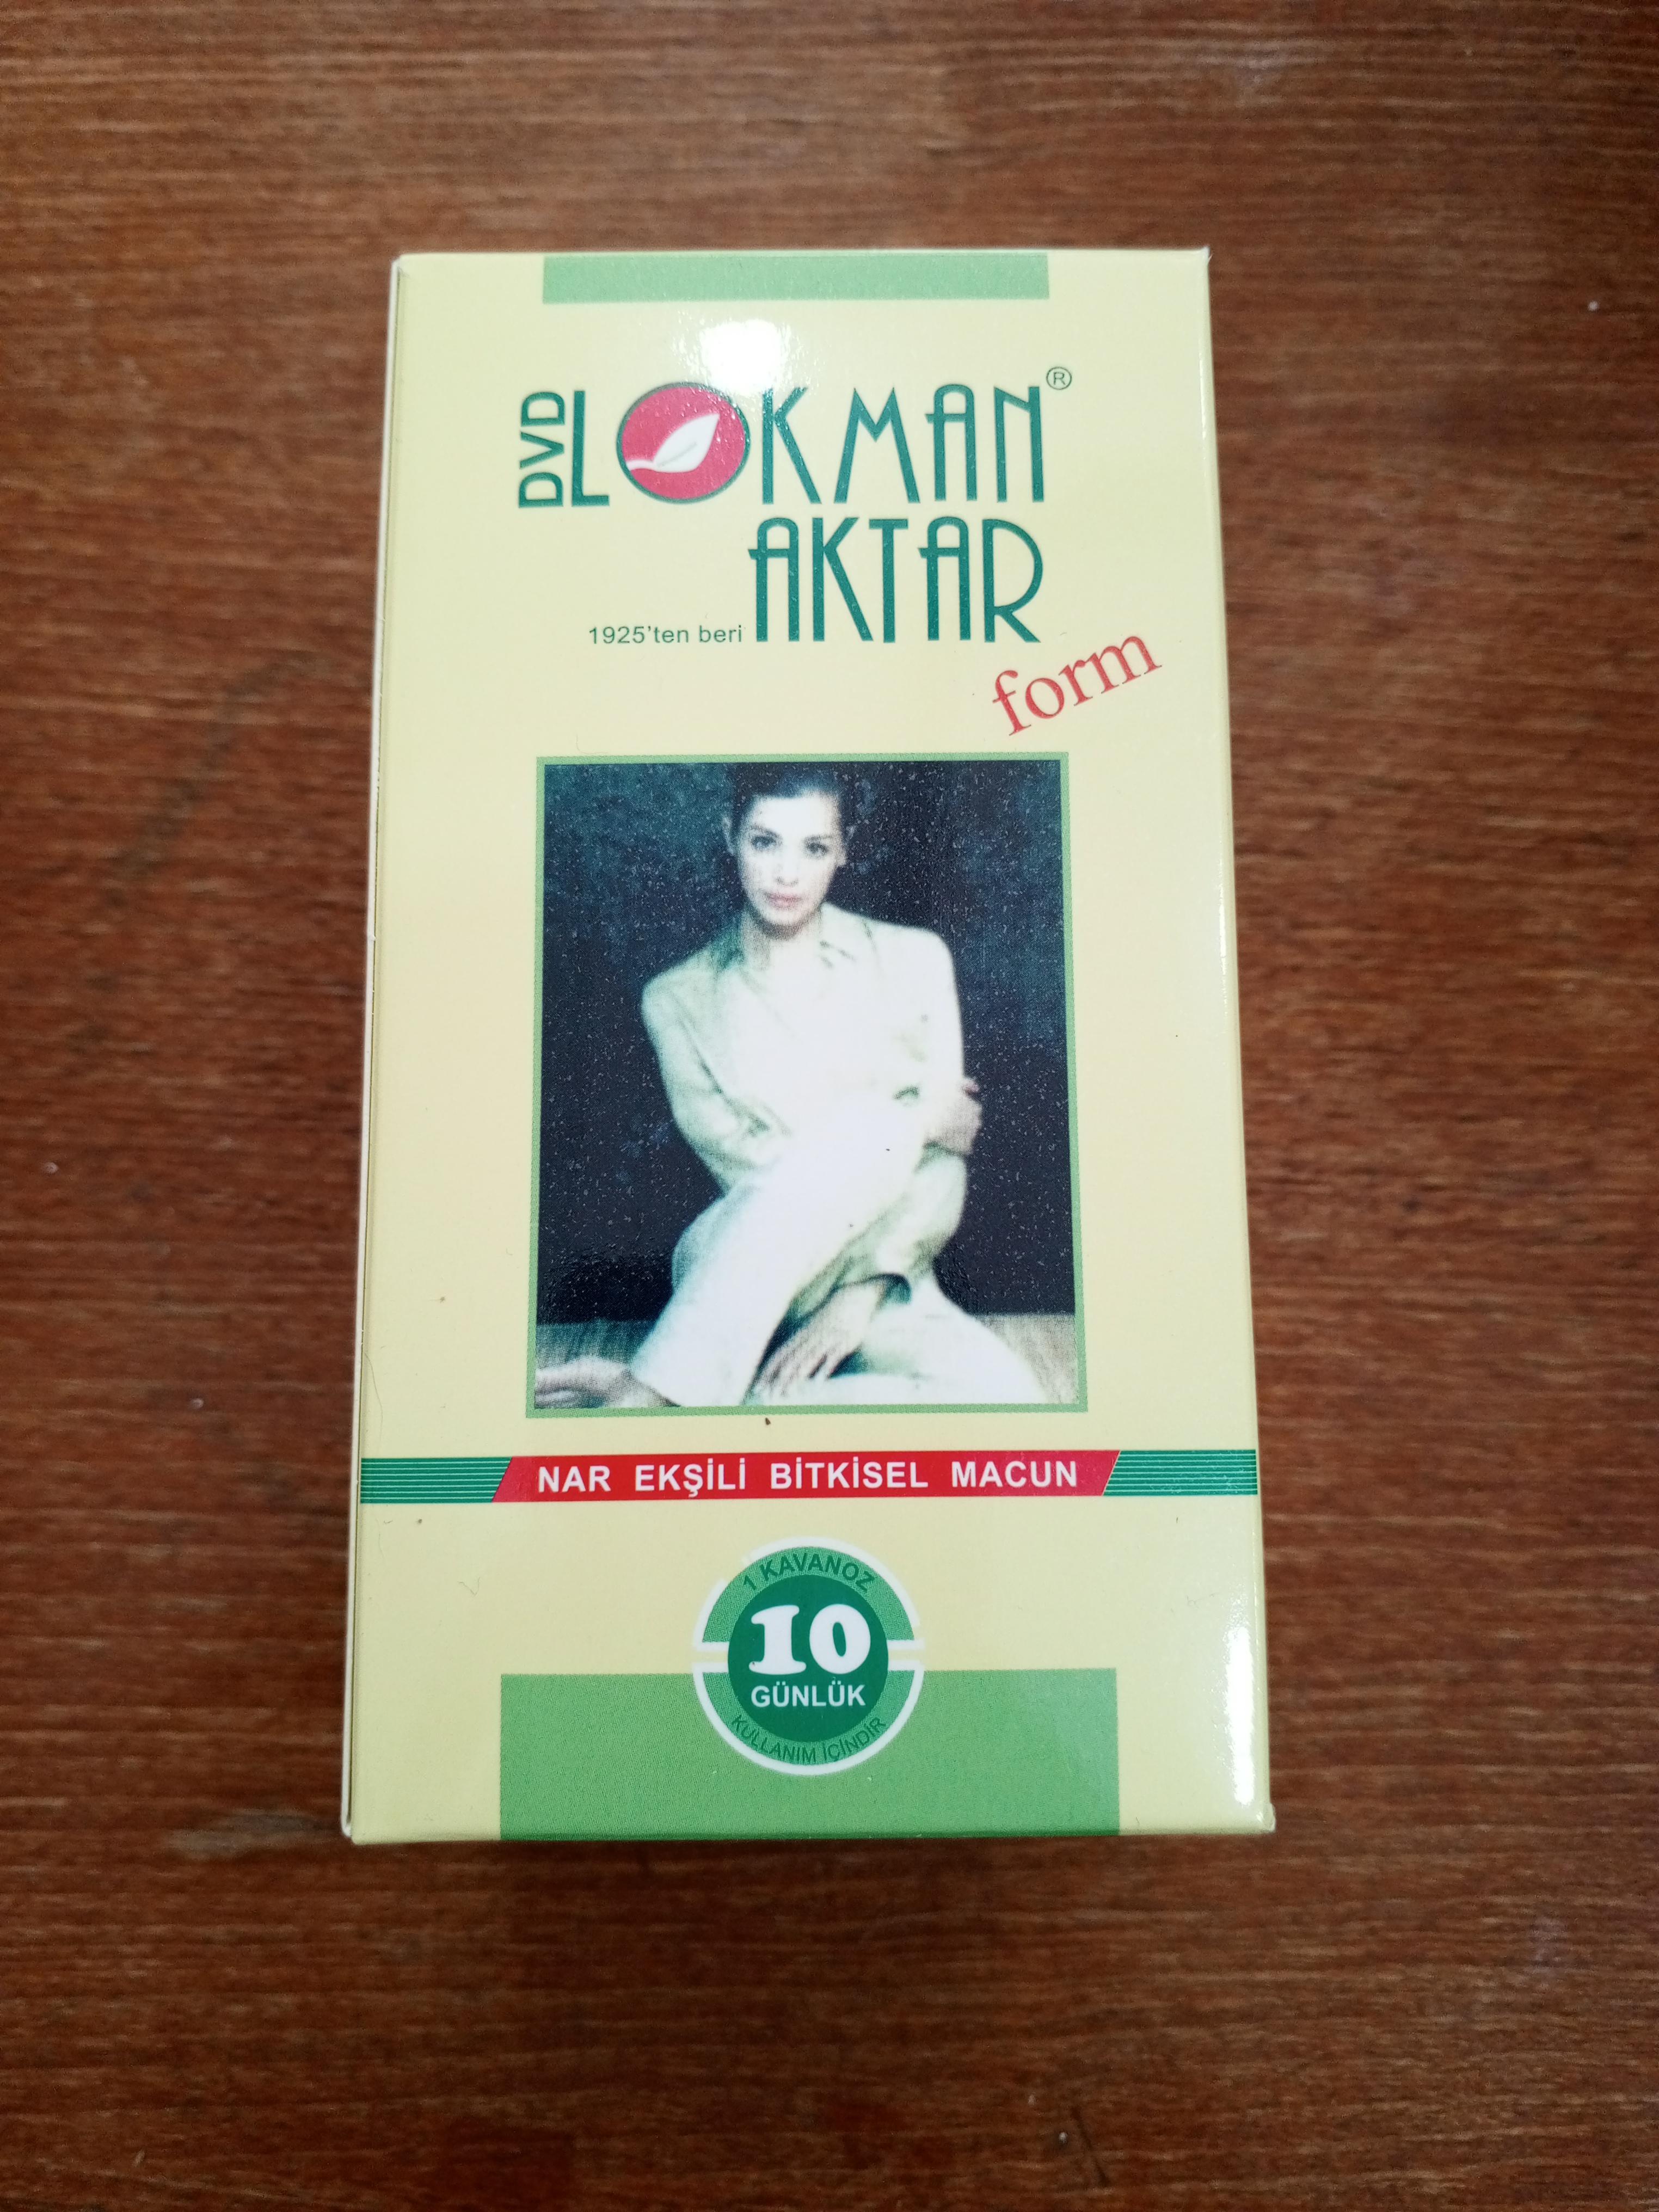 DVD
LOKMAN®
AKTAR
1925'ten beri
form
NAR EKŞİLİ BİTKİSEL MACUN
1 KAVANOZ
10
GÜNLÜK
KULLANIM İÇİNDİR